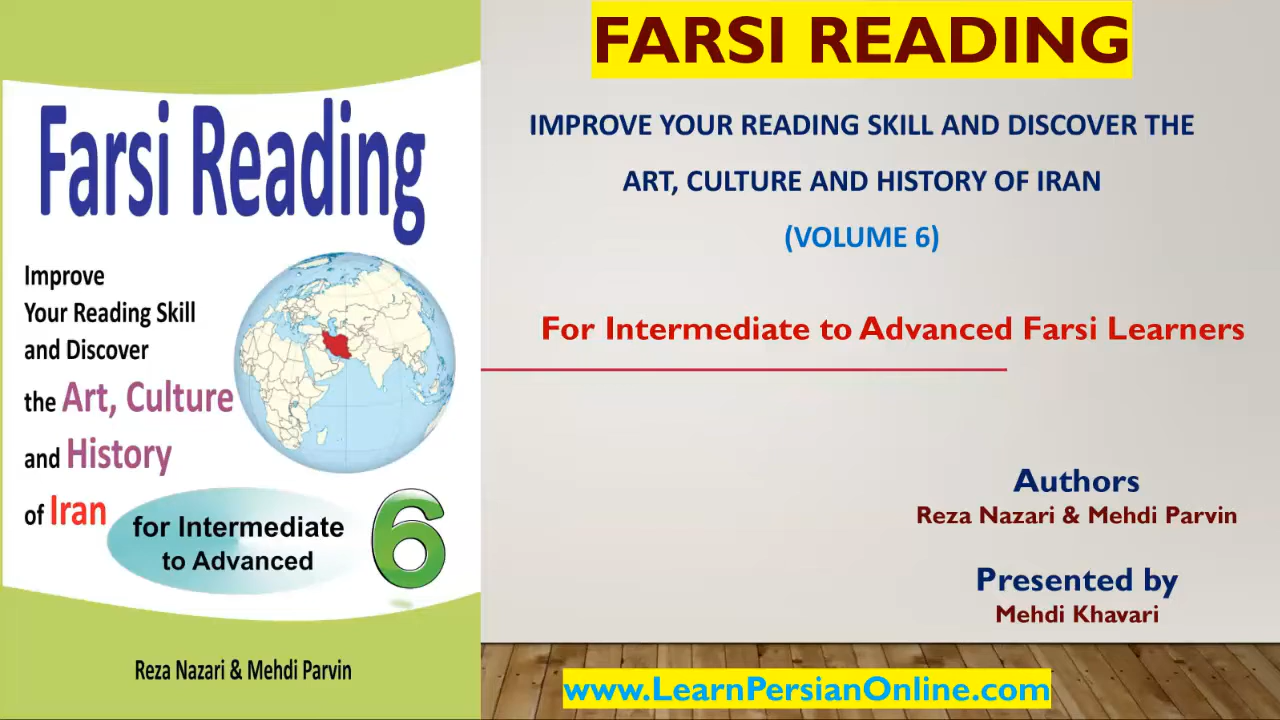 Farsi Reading
Improve
Your Reading Skill
and Discover
the Art, Culture
and History
of Iran
for Intermediate
to Advanced
6
Reza Nazari & Mehdi Parvin
FARSI READING
IMPROVE YOUR READING SKILL AND DISCOVER THE
ART, CULTURE AND HISTORY OF IRAN
(VOLUME 6)
For Intermediate to Advanced Farsi Learners
Authors
Reza Nazari & Mehdi Parvin
Presented by
Mehdi Khavari
www.LearnPersianOnline.com